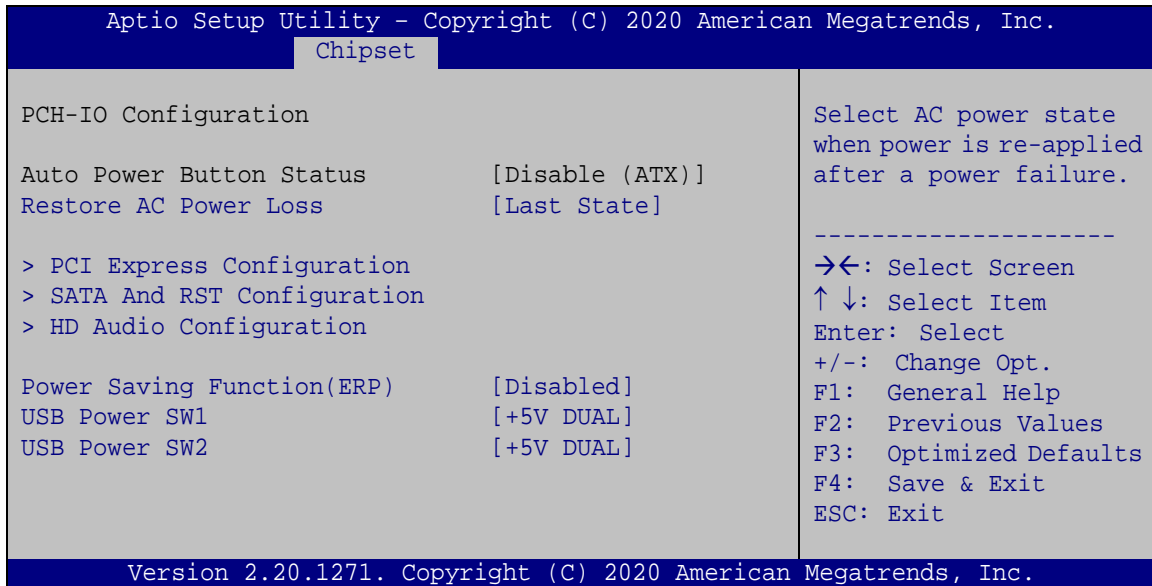 Aptio Setup Utility – Copyright (C) 2020 American Megatrends, Inc.
Chipset
PCH-IO Configuration
Auto Power Button Status [Disable (ATX)]
Restore AC Power Loss [Last State]
> PCI Express Configuration
> SATA And RST Configuration
> HD Audio Configuration
Power Saving Function(ERP) [Disabled]
USB Power SW1 [+5V DUAL]
USB Power SW2 [+5V DUAL]
Select AC power state
when power is re-applied
after a power failure.
---------------------
→←: Select Screen
↑ ↓: Select Item
Enter: Select
+/-: Change Opt.
F1: General Help
F2: Previous Values
F3: Optimized Defaults
F4: Save & Exit
ESC: Exit
Version 2.20.1271. Copyright (C) 2020 American Megatrends, Inc.